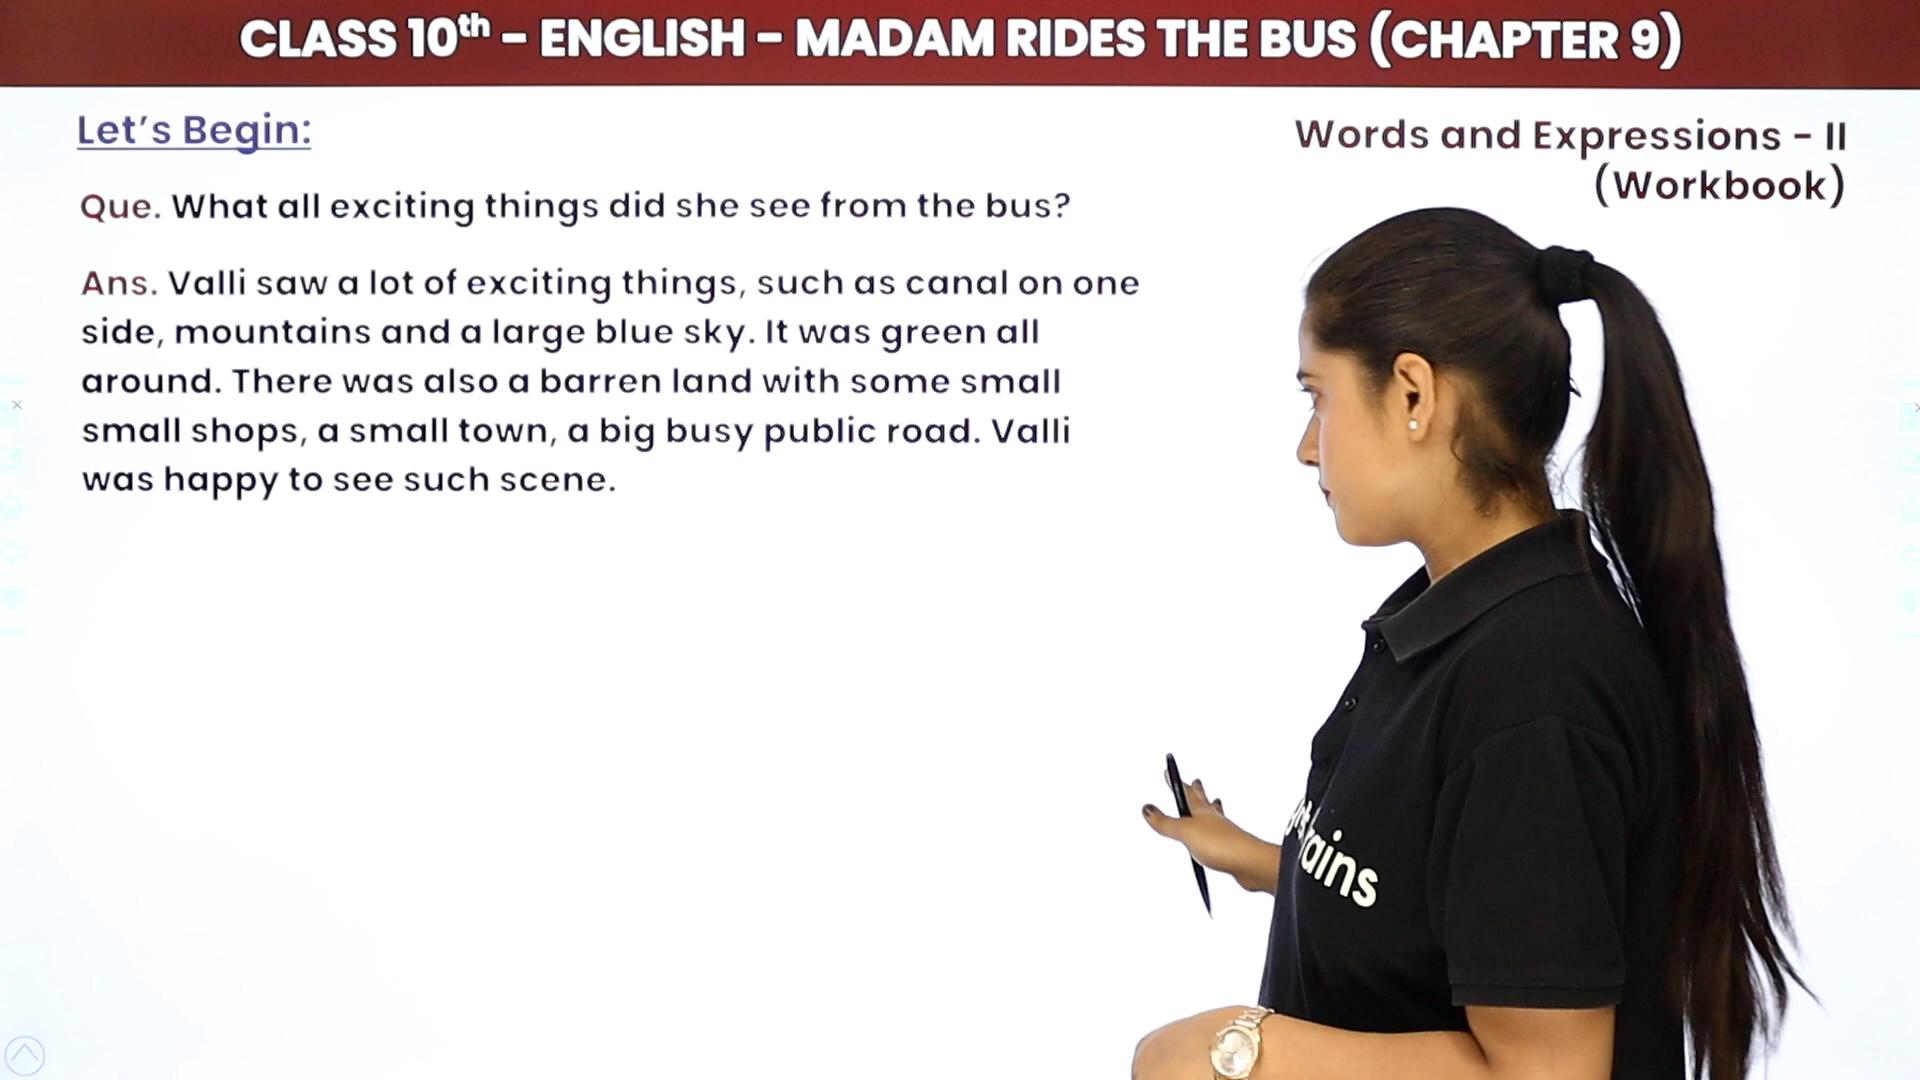 CLASS 10th - ENGLISH - MADAM RIDES THE BUS (CHAPTER 9)
Let's Begin:
Words and Expressions - II
(Workbook)
Que. What all exciting things did she see from the bus?
Ans. Valli saw a lot of exciting things, such as canal on one
side, mountains and a large blue sky. It was green all
around. There was also a barren land with some small
small shops, a small town, a big busy public road. Valli
was happy to see such scene.